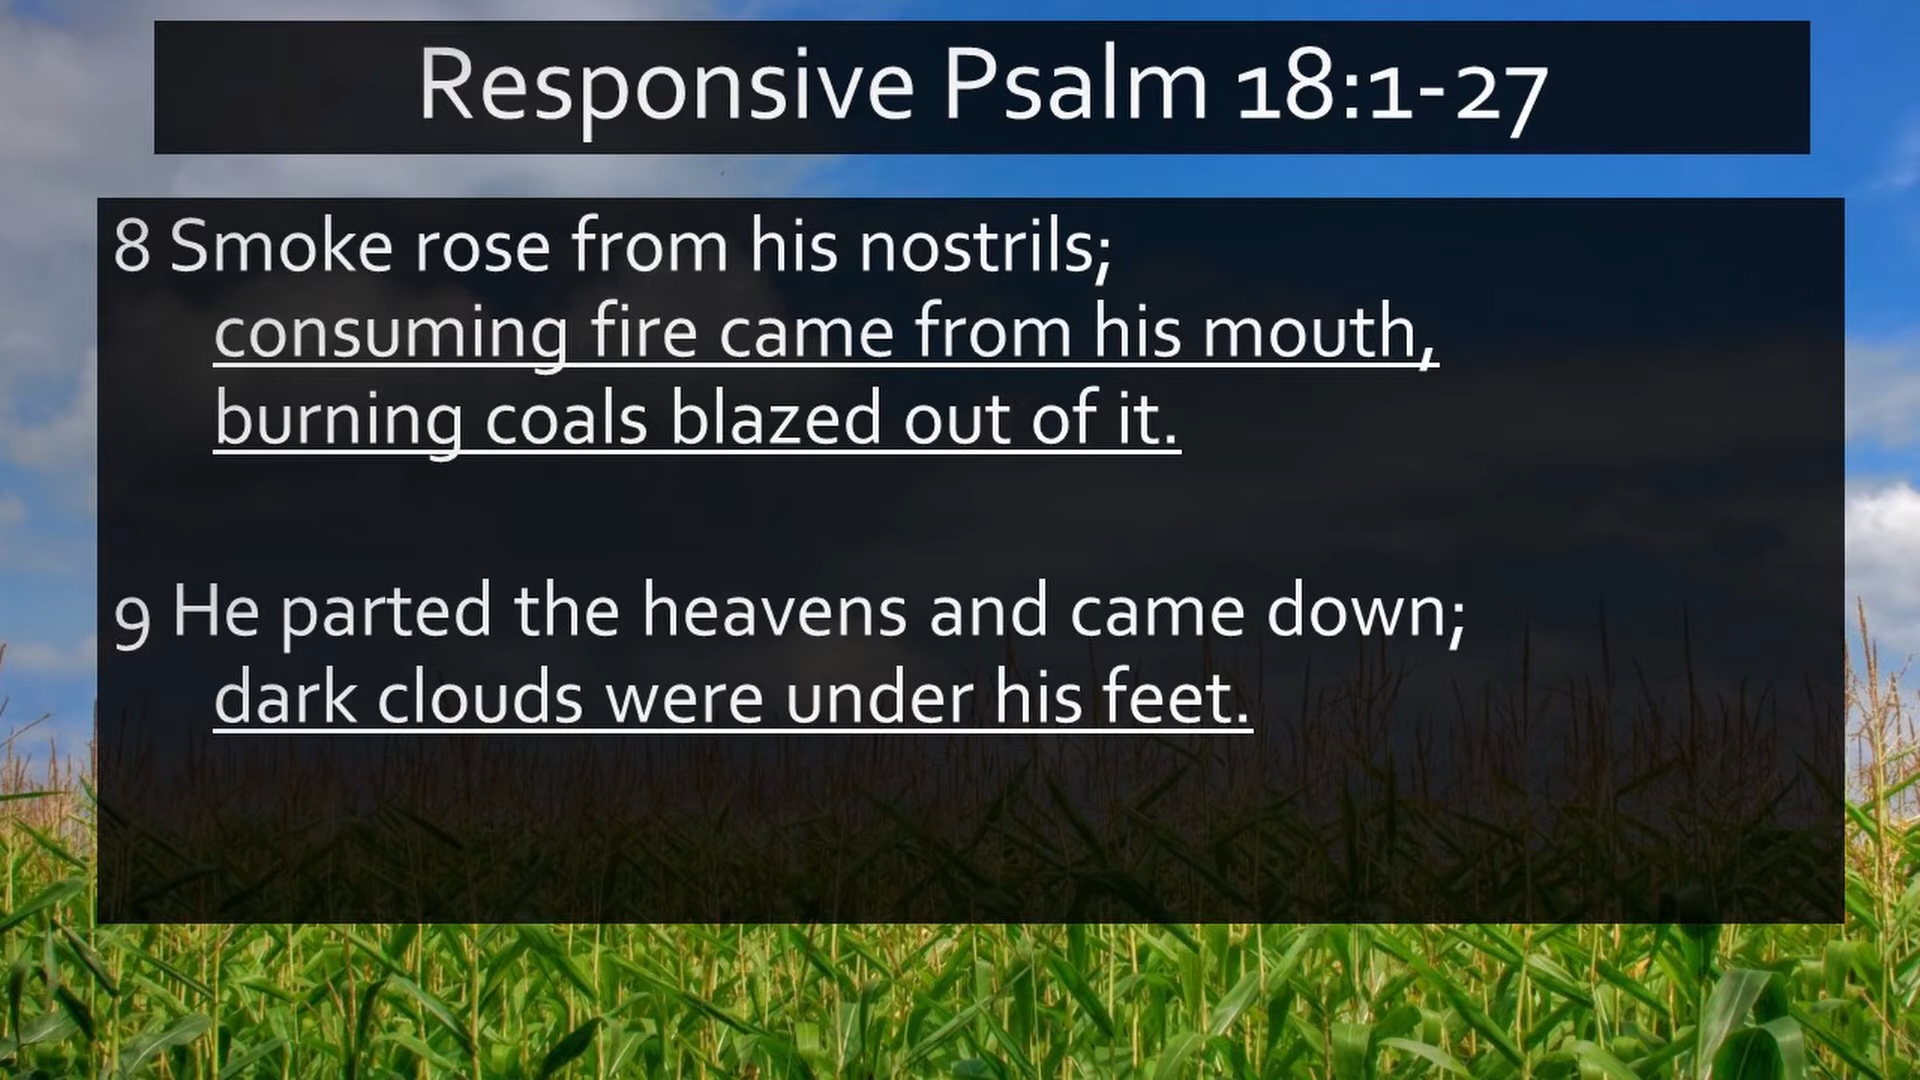 Responsive Psalm 18:1-27
8 Smoke rose from his nostrils;
consuming fire came from his mouth,
burning coals blazed out of it.
9 He parted the heavens and came down;
dark clouds were under his feet.